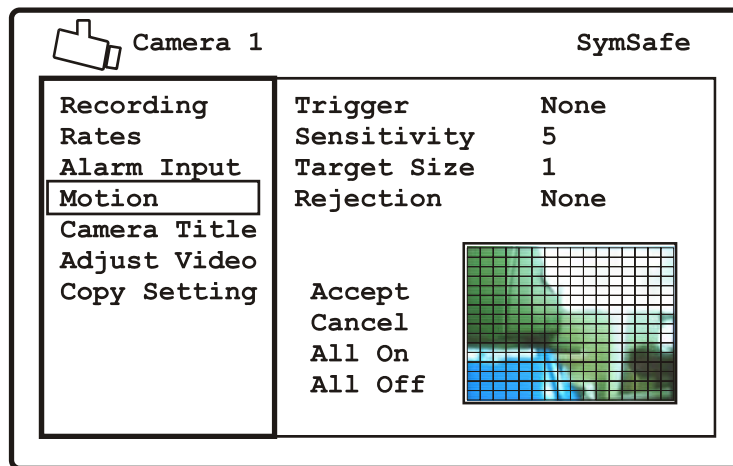 Camera 1 SymSafe
Recording
Rates
Alarm Input
Motion
Camera Title
Adjust Video
Copy Setting
Trigger None
Sensitivity 5
Target Size 1
Rejection None
Accept
Cancel
All On
All Off